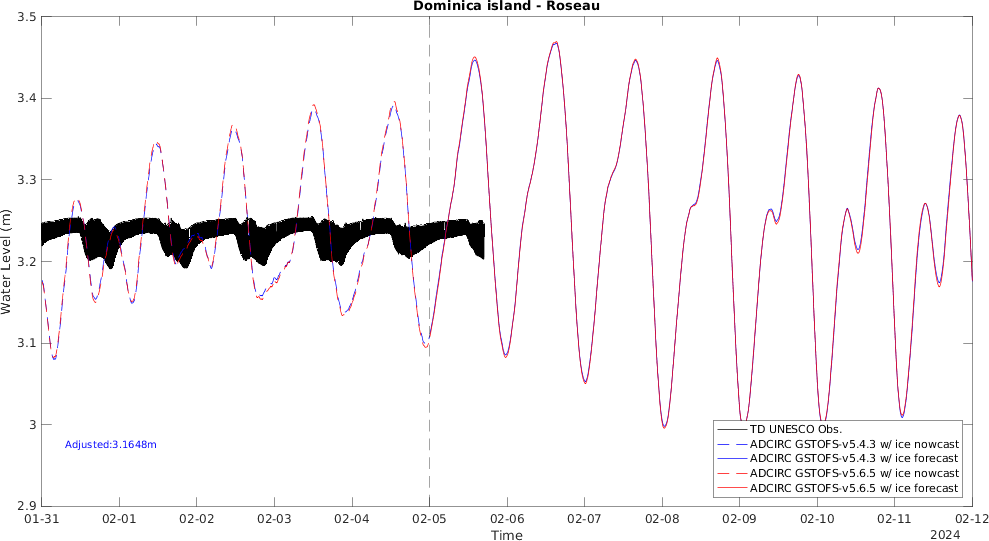 Dominica island - Roseau
3.5
3.4
3.3
3.2
3.1
3
2.9
Water Level (m)
Adjusted:3.1648m
TD UNESCO Obs.
ADCIRC GSTOFS-v5.4.3 w/ ice nowcast
ADCIRC GSTOFS-v5.4.3 w/ ice forecast
ADCIRC GSTOFS-v5.6.5 w/ ice nowcast
ADCIRC GSTOFS-v5.6.5 w/ ice forecast
01-31 02-01 02-02 02-03 02-04 02-05 02-06 02-07 02-08 02-09 02-10 02-11 02-12
Time
2024